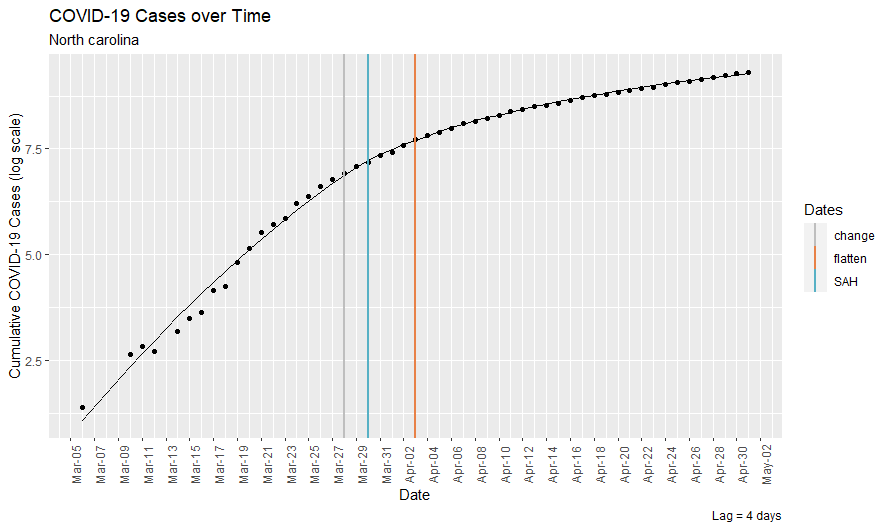 COVID-19 Cases over Time
North carolina
Cumulative COVID-19 Cases (log scale)
7.5
5.0
2.5
Mar-05
Mar-07
Mar-09
Mar-11
Mar-13
Mar-15
Mar-17
Mar-19
Mar-21
Mar-23
Mar-25
Mar-27
Mar-29
Mar-31
Apr-02
Apr-04
Apr-06
Apr-08
Apr-10
Apr-12
Apr-14
Apr-16
Apr-18
Apr-20
Apr-22
Apr-24
Apr-26
Apr-28
Apr-30
May-02
Date
Dates
change
flatten
SAH
Lag = 4 days